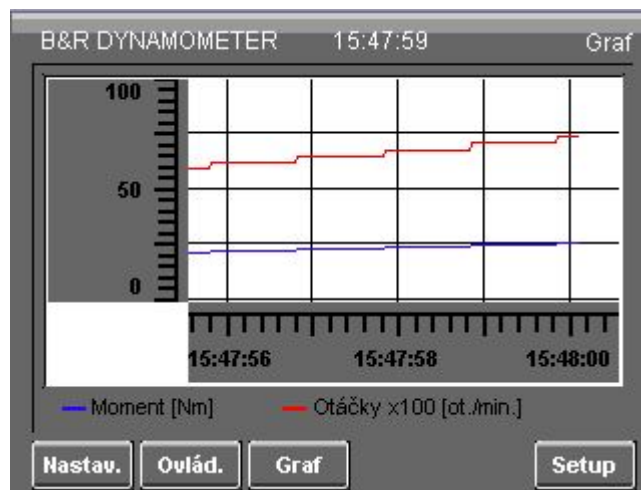 B&R DYNAMOMETER 15:47:59 Graf
100
50
0
15:47:56 15:47:58 15:48:00
Moment [Nm] Otáčky x100 [ot./min.]
Nastav. Ovlád. Graf Setup